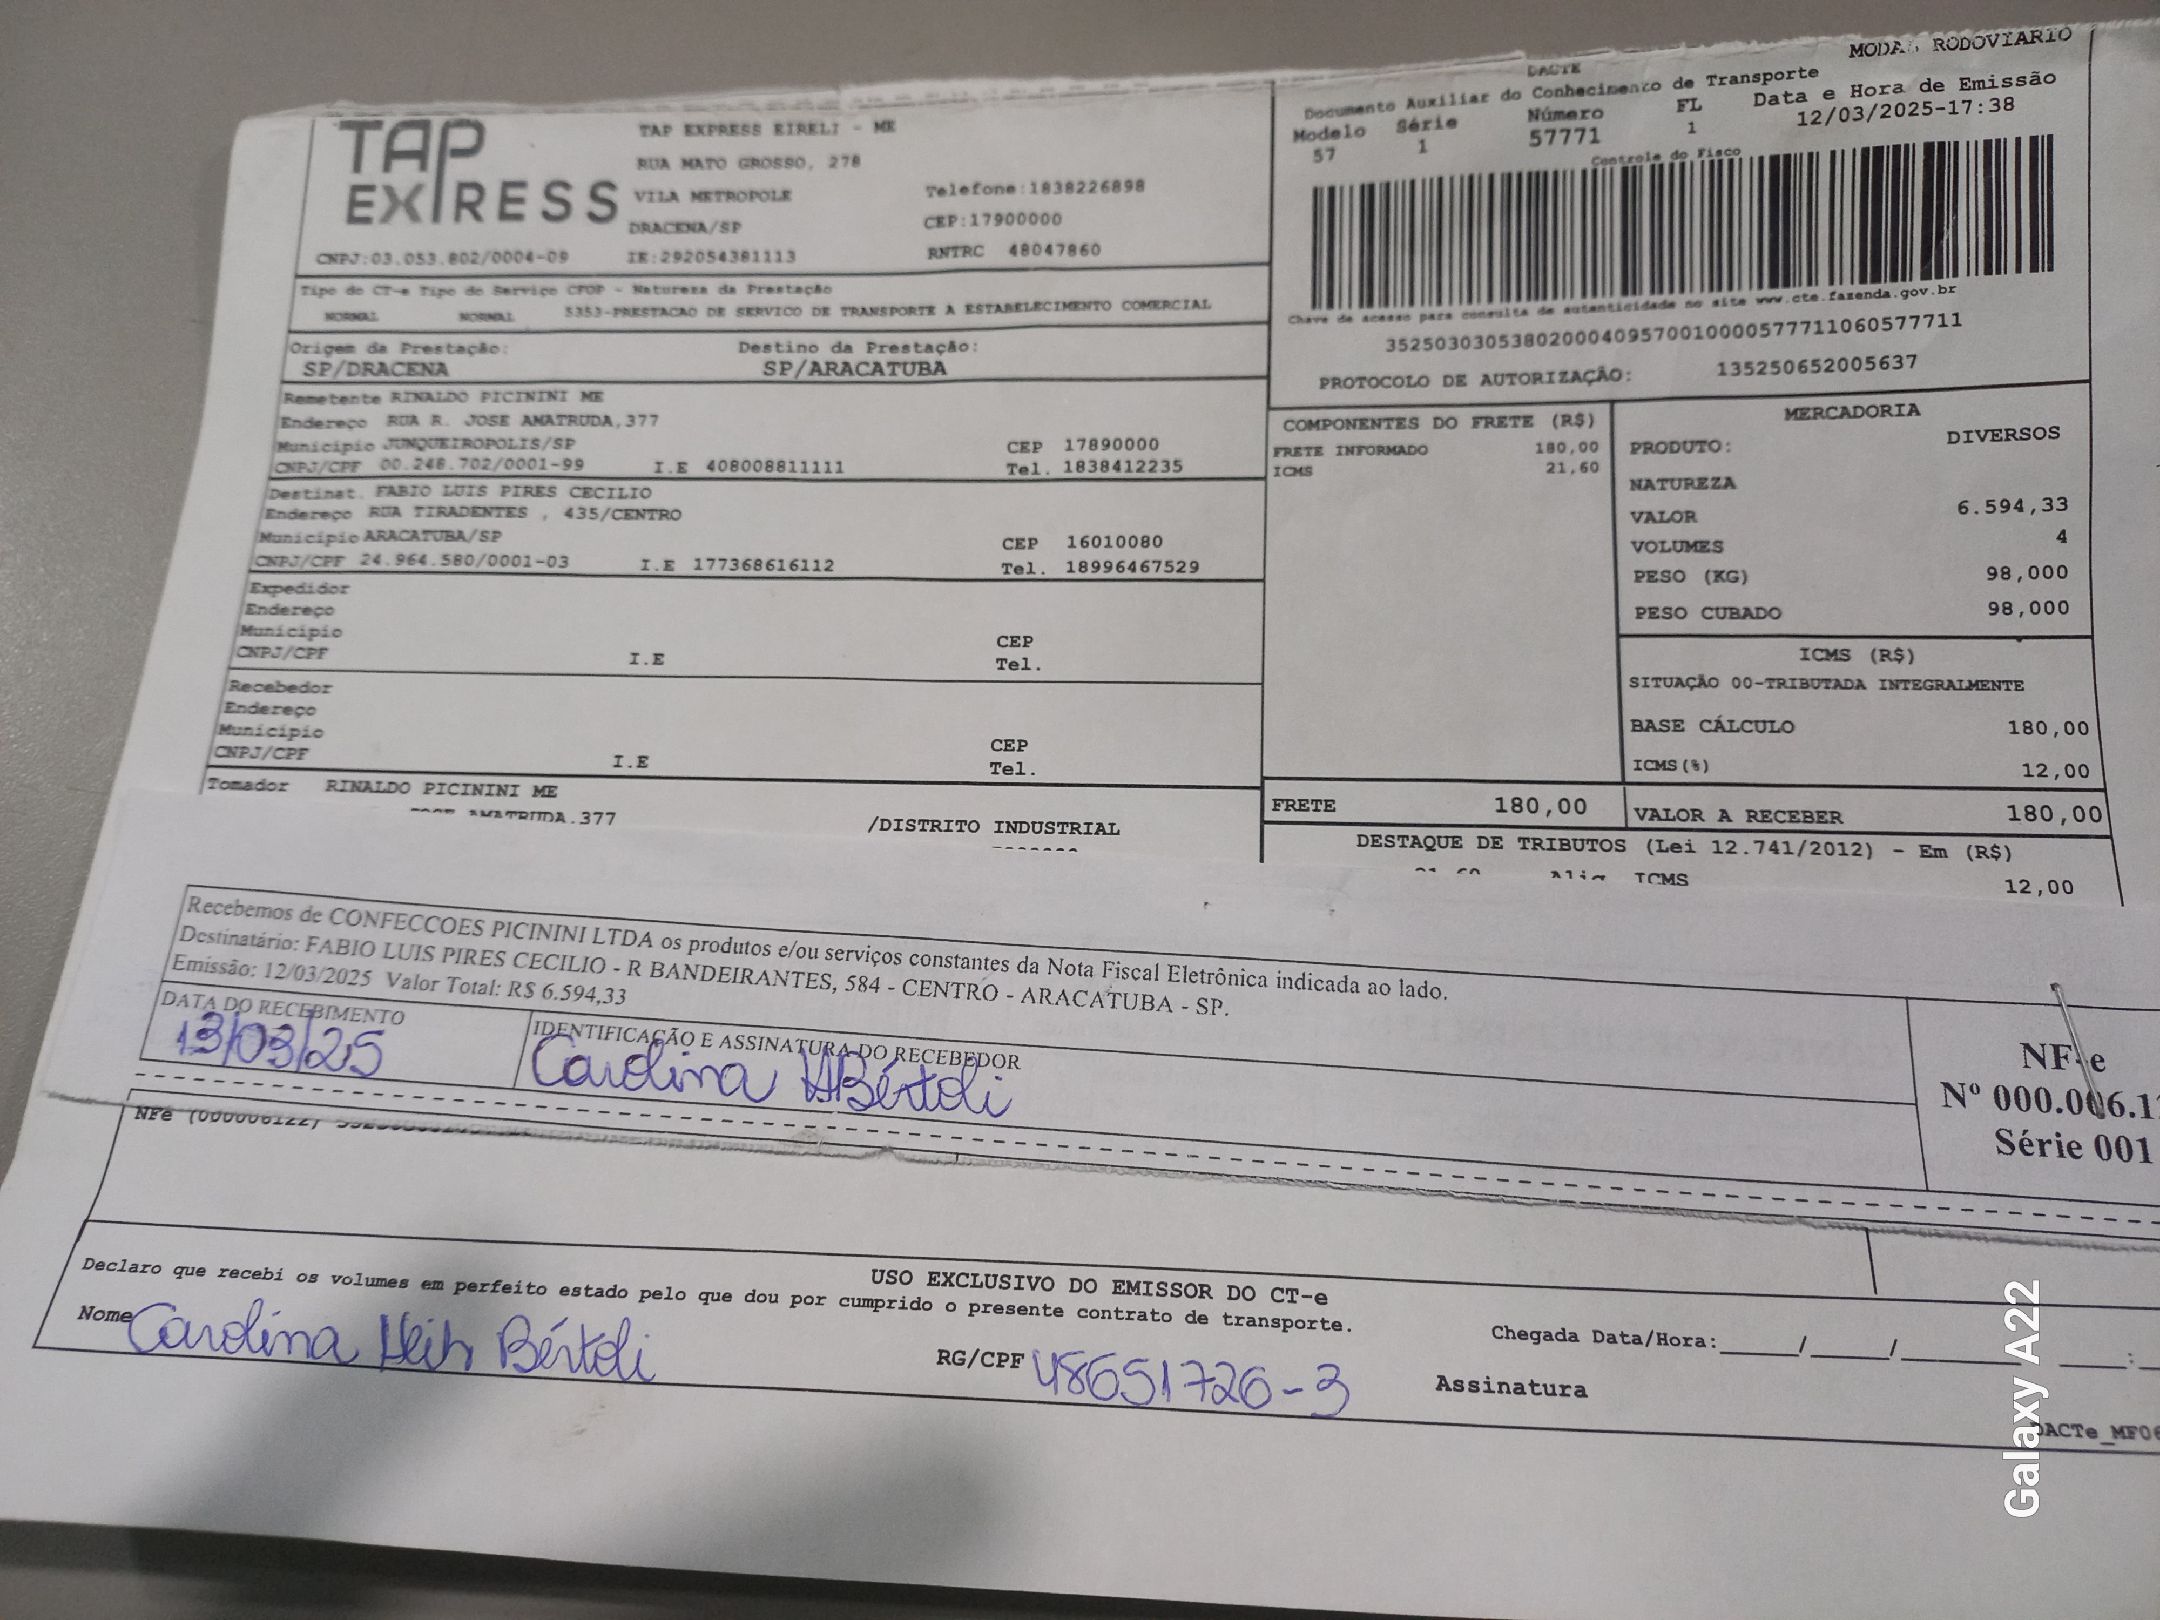 TAP EXPRESS
TAP EXPRESS EIRELI - ME
RUA MATO GROSSO, 278
VILA METROPOLE
DRACENA/SP
Telefone:1838226898
CEP:17900000
CNPJ:03.053.802/0004-09 IE:292054381113 RNTRC 48047860
MODAL RODOVIARIO
DACTE
Documento Auxiliar do Conhecimento de Transporte
Modelo Série Número FL Data e Hora de Emissão
57 1 57771 1 12/03/2025-17:38
Controle do Fisco
Chave de acesso para consulta de autenticidade no site www.cte.fazenda.gov.br
35250303053802000409570010000577711060577711
PROTOCOLO DE AUTORIZAÇÃO: 135250652005637
Tipo do CT-e Tipo do Serviço CFOP - Natureza da Prestação
NORMAL NORMAL 5353-PRESTACAO DE SERVICO DE TRANSPORTE A ESTABELECIMENTO COMERCIAL
Origem da Prestação: Destino da Prestação:
SP/DRACENA SP/ARACATUBA
Remetente RINALDO PICININI ME
Endereço RUA R. JOSE AMATRUDA,377
Município JUNQUEIROPOLIS/SP CEP 17890000
CNPJ/CPF 00.248.702/0001-99 I.E 408008811111 Tel. 1838412235
Destinat. FABIO LUIS PIRES CECILIO
Endereço RUA TIRADENTES , 435/CENTRO
Município ARACATUBA/SP CEP 16010080
CNPJ/CPF 24.964.580/0001-03 I.E 177368616112 Tel. 18996467529
Expedidor
Endereço
Município CEP
CNPJ/CPF I.E Tel.
Recebedor
Endereço
Município CEP
CNPJ/CPF I.E Tel.
Tomador RINALDO PICININI ME
AMATRUDA.377 /DISTRITO INDUSTRIAL
COMPONENTES DO FRETE (R$)
FRETE INFORMADO 180,00
ICMS 21,60
MERCADORIA
PRODUTO: DIVERSOS
NATUREZA
VALOR 6.594,33
VOLUMES 4
PESO (KG) 98,000
PESO CUBADO 98,000
ICMS (R$)
SITUAÇÃO 00-TRIBUTADA INTEGRALMENTE
BASE CÁLCULO 180,00
ICMS(%) 12,00
FRETE 180,00 VALOR A RECEBER 180,00
DESTAQUE DE TRIBUTOS (Lei 12.741/2012) - Em (R$)
ICMS 12,00
Recebemos de CONFECCOES PICININI LTDA os produtos e/ou serviços constantes da Nota Fiscal Eletrônica indicada ao lado.
Destinatário: FABIO LUIS PIRES CECILIO - R BANDEIRANTES, 584 - CENTRO - ARACATUBA - SP.
Emissão: 12/03/2025 Valor Total: R$ 6.594,33
DATA DO RECEBIMENTO
13/03/25
IDENTIFICAÇÃO E ASSINATURA DO RECEBEDOR
Carolina HBértoli
NF-e
Nº 000.006.1
Série 001
NFe (000006122)
USO EXCLUSIVO DO EMISSOR DO CT-e
Declaro que recebi os volumes em perfeito estado pelo que dou por cumprido o presente contrato de transporte.
Nome Carolina Bértoli RG/CPF 48651726-3
Chegada Data/Hora:_____/_____/________ ____:
Assinatura
DACTe_MF06
Galaxy A22